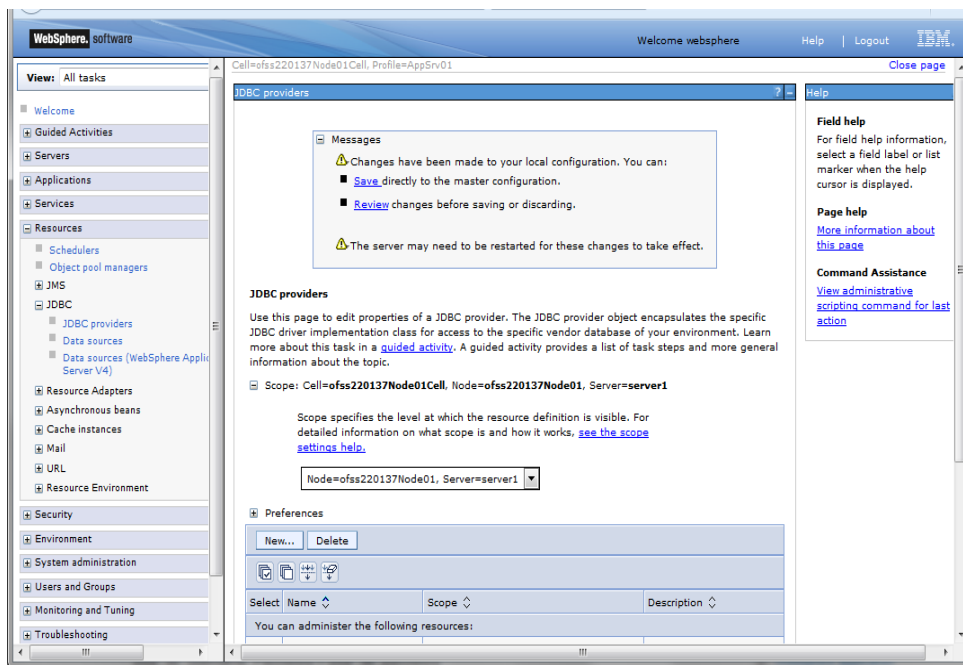 WebSphere. software
Welcome websphere
Help | Logout
IBM.
View: All tasks
Welcome
Guided Activities
Servers
Applications
Services
Resources
Schedulers
Object pool managers
JMS
JDBC
JDBC providers
Data sources
Data sources (WebSphere Applic
Server V4)
Resource Adapters
Asynchronous beans
Cache instances
Mail
URL
Resource Environment
Security
Environment
System administration
Users and Groups
Monitoring and Tuning
Troubleshooting
Cell=ofss220137Node01Cell, Profile=AppSrv01
Close page
JDBC providers
? -
Messages
Changes have been made to your local configuration. You can:
Save directly to the master configuration.
Review changes before saving or discarding.
The server may need to be restarted for these changes to take effect.
JDBC providers
Use this page to edit properties of a JDBC provider. The JDBC provider object encapsulates the specific
JDBC driver implementation class for access to the specific vendor database of your environment. Learn
more about this task in a guided activity. A guided activity provides a list of task steps and more general
information about the topic.
Scope: Cell=ofss220137Node01Cell, Node=ofss220137Node01, Server=server1
Scope specifies the level at which the resource definition is visible. For
detailed information on what scope is and how it works, see the scope
settings help.
Node=ofss220137Node01, Server=server1
Preferences
New... Delete
Select Name Scope Description
You can administer the following resources:
Help
Field help
For field help information,
select a field label or list
marker when the help
cursor is displayed.
Page help
More information about
this page
Command Assistance
View administrative
scripting command for last
action